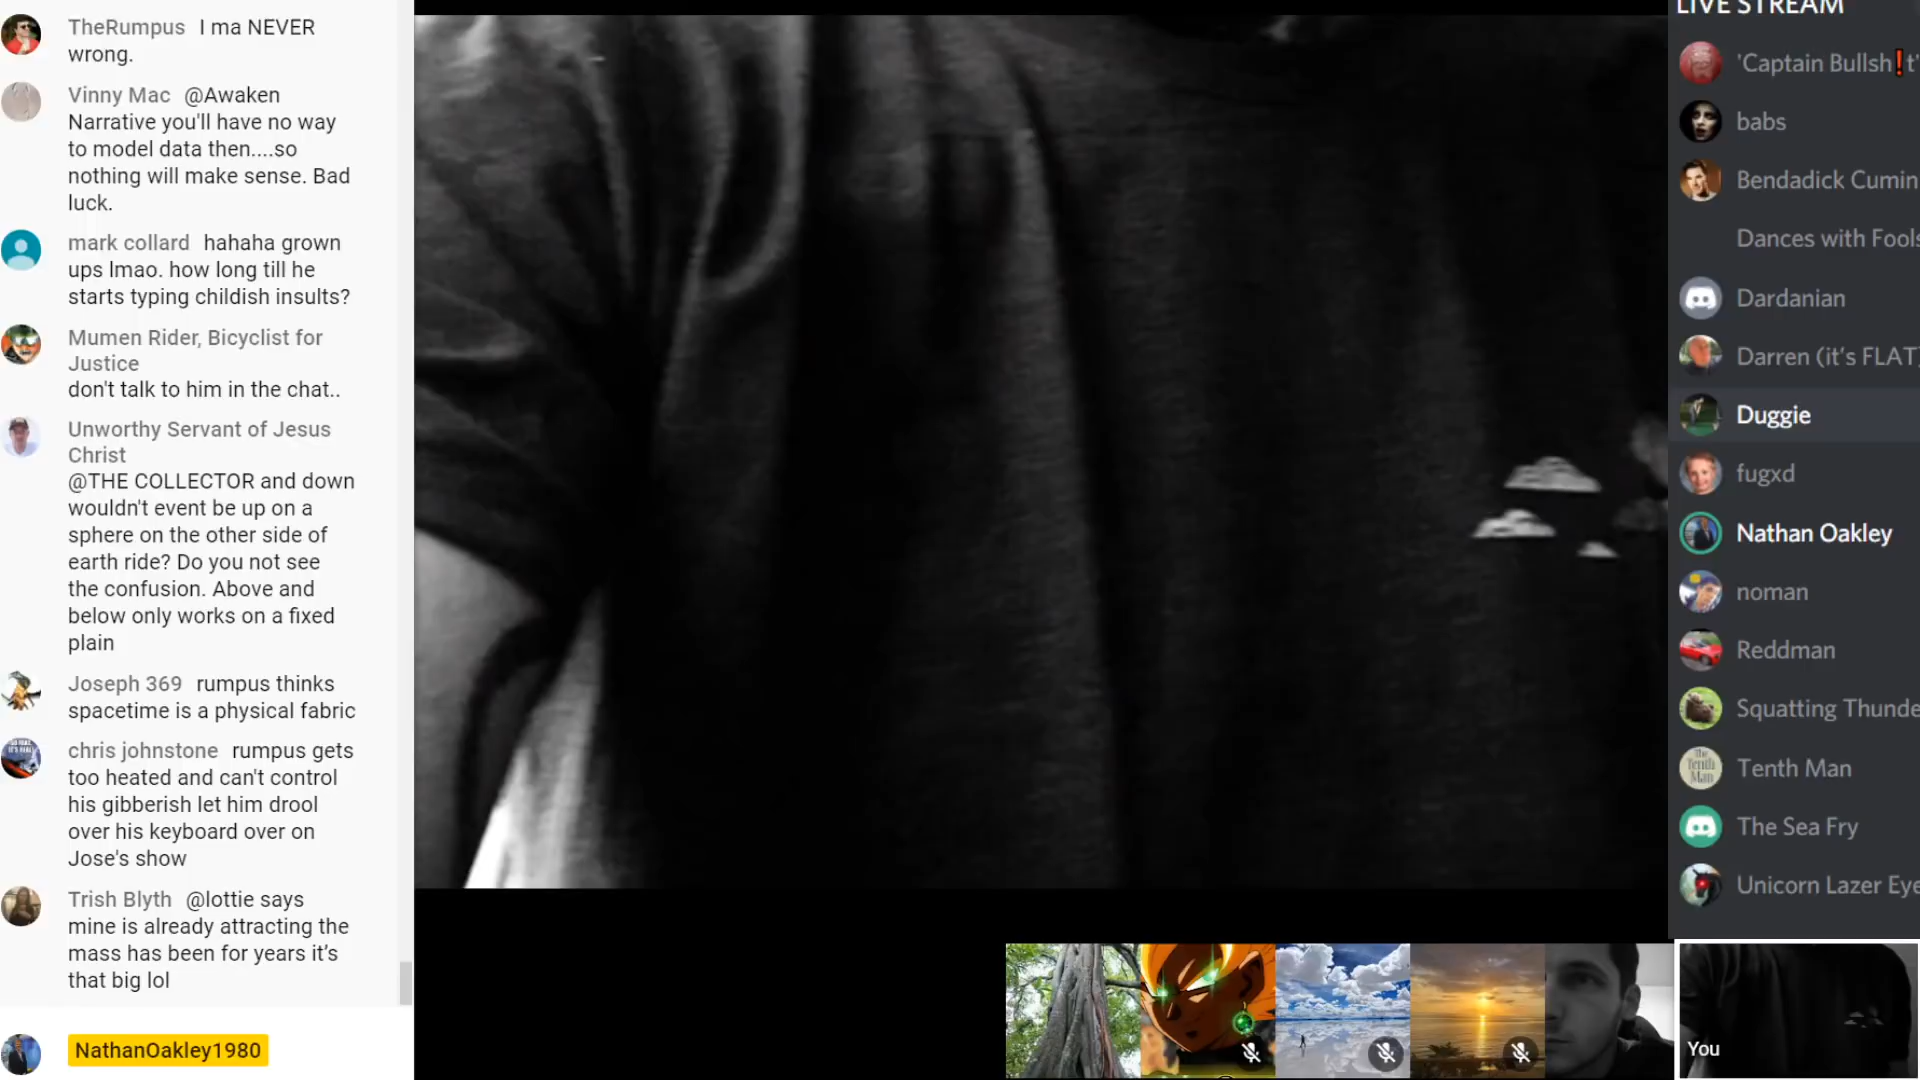 TheRumpus I ma NEVER
wrong.
Vinny Mac @Awaken
Narrative you'll have no way
to model data then....so
nothing will make sense. Bad
luck.
mark collard hahaha grown
ups lmao. how long till he
starts typing childish insults?
Mumen Rider, Bicyclist for
Justice
don't talk to him in the chat..
Unworthy Servant of Jesus
Christ
@THE COLLECTOR and down
wouldn't event be up on a
sphere on the other side of
earth ride? Do you not see
the confusion. Above and
below only works on a fixed
plain
Joseph 369 rumpus thinks
spacetime is a physical fabric
chris johnstone rumpus gets
too heated and can't control
his gibberish let him drool
over his keyboard over on
Jose's show
Trish Blyth @lottie says
mine is already attracting the
mass has been for years it’s
that big lol
NathanOakley1980
LIVE STREAM
'Captain Bullsh❗t'
babs
Bendadick Cumin
Dances with Fools
Dardanian
Darren (it's FLAT)
Duggie
fugxd
Nathan Oakley
noman
Reddman
Squatting Thunde
The Tenth Man
Tenth Man
The Sea Fry
Unicorn Lazer Eye
You